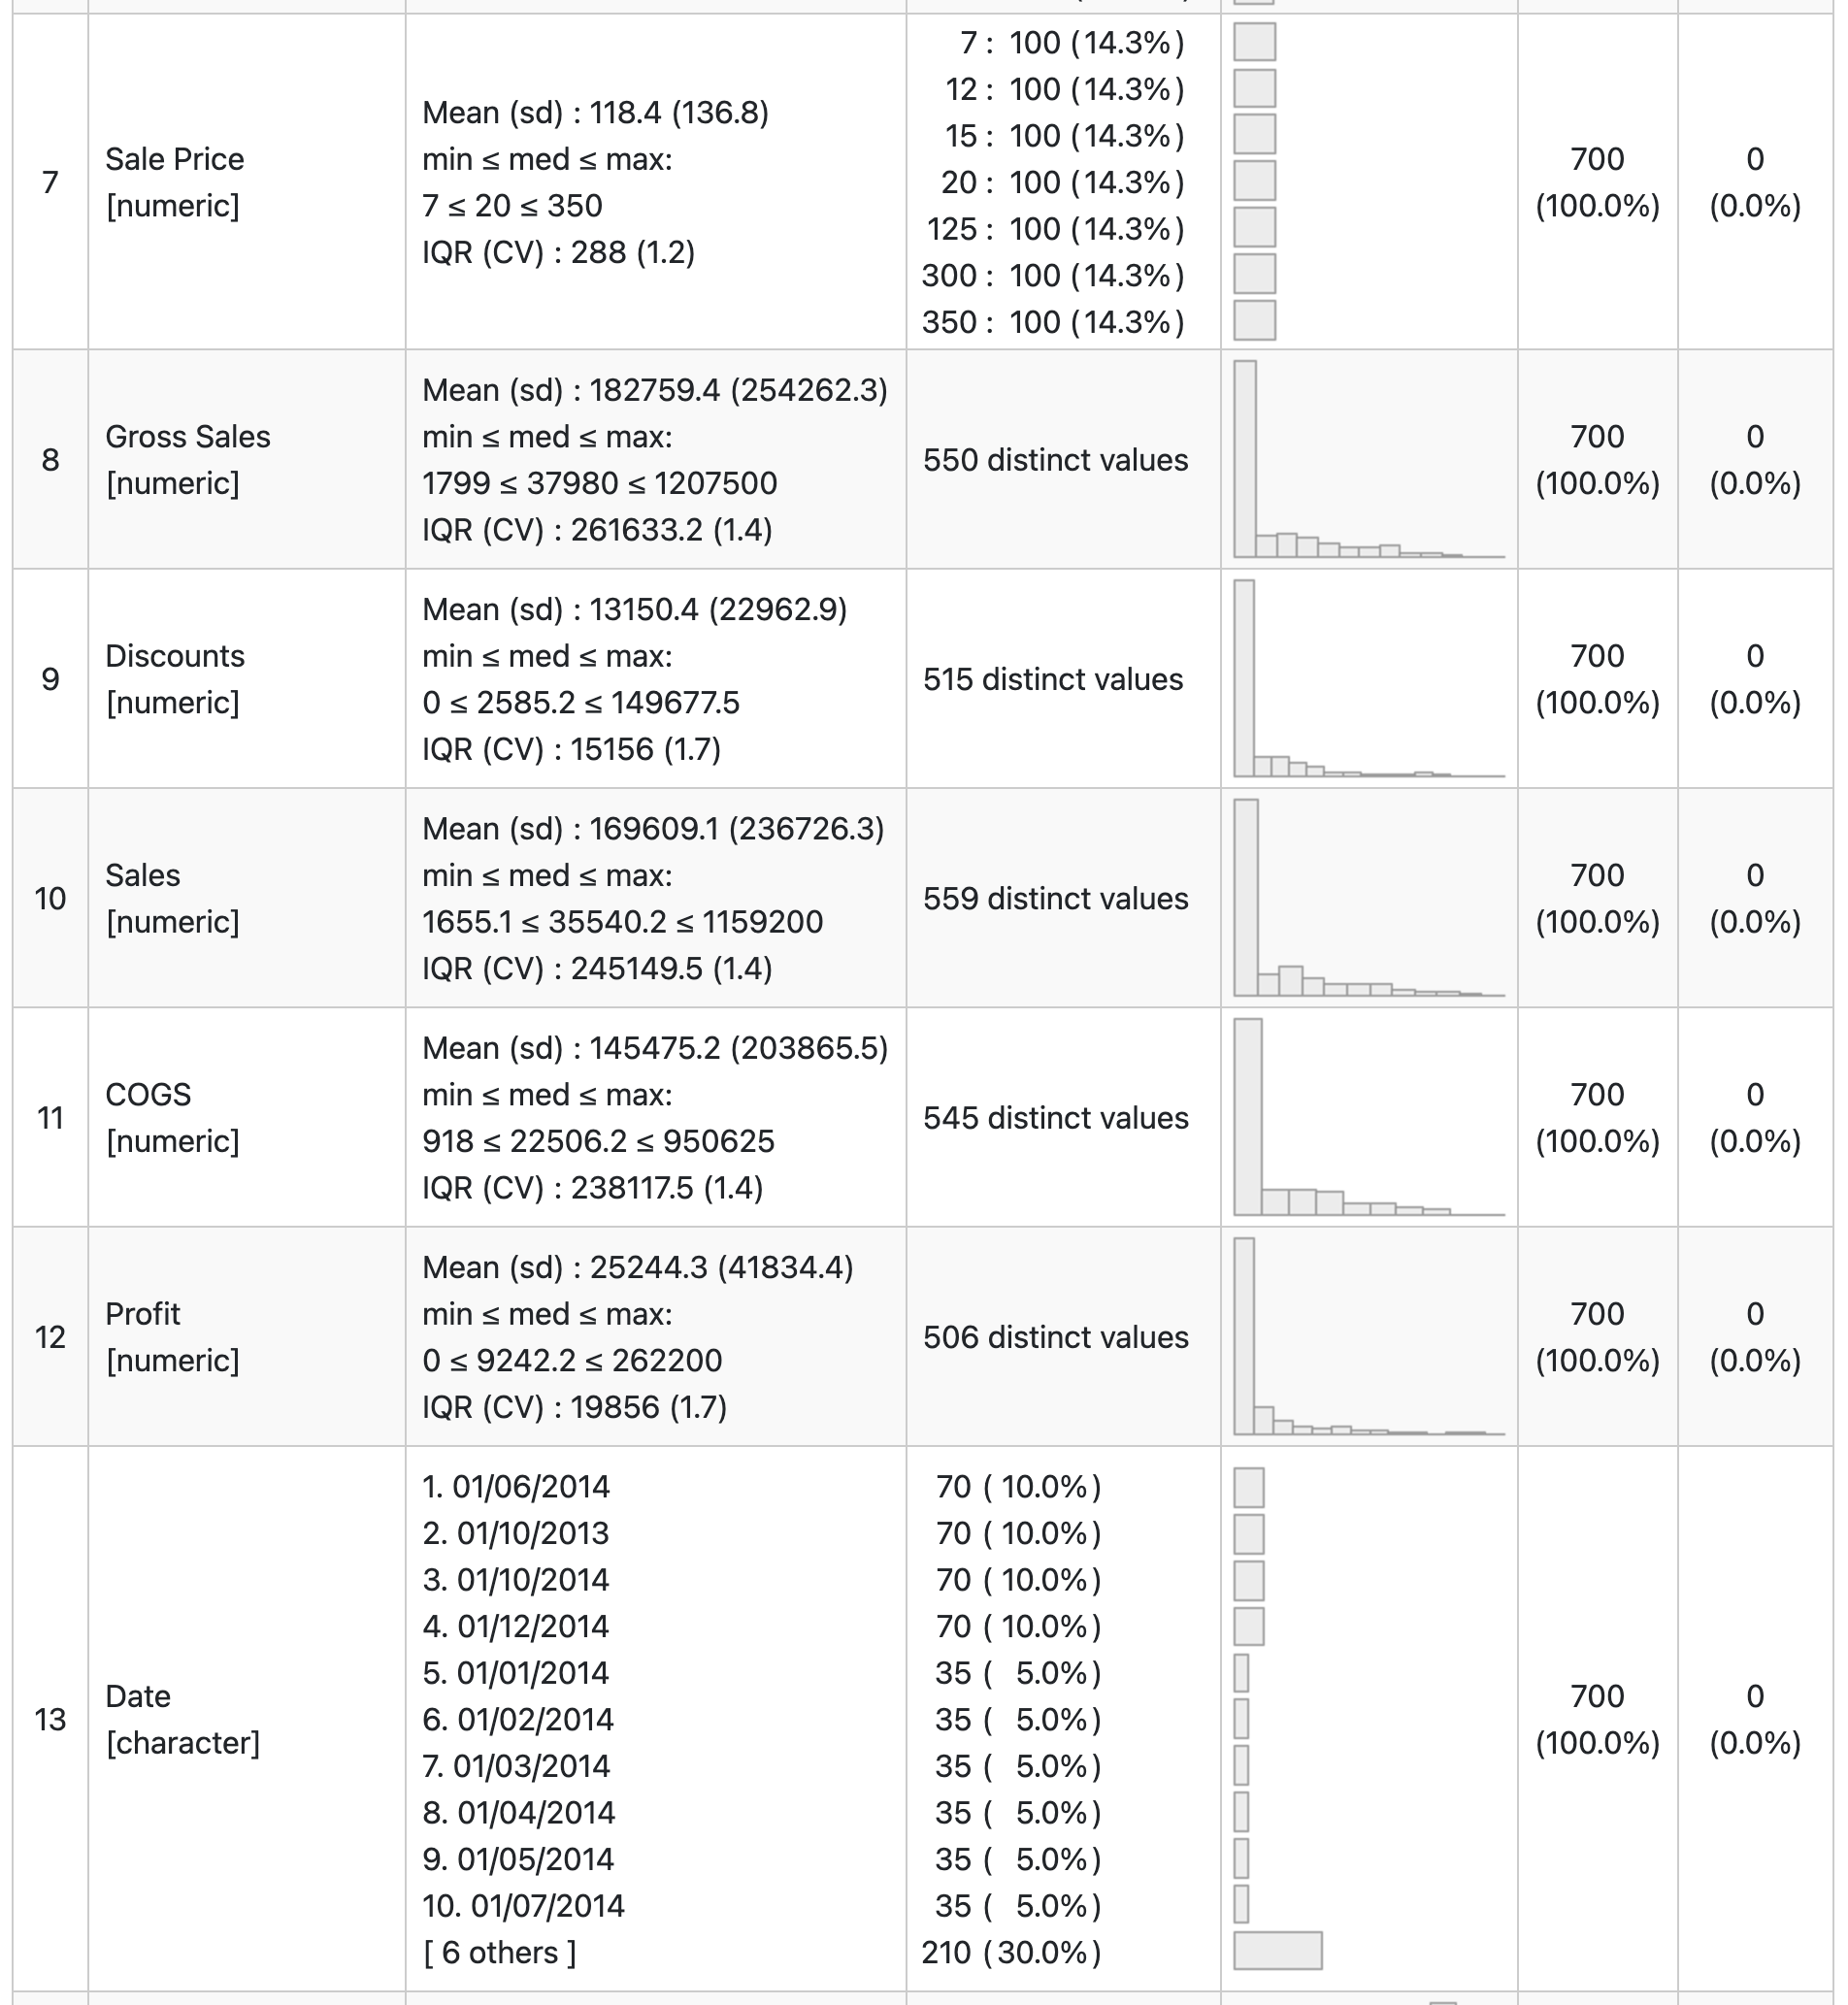 7 : 100 (14.3%)
12 : 100 (14.3%)
15 : 100 (14.3%)
20 : 100 (14.3%)
125 : 100 (14.3%)
300 : 100 (14.3%)
350 : 100 (14.3%)
7
Sale Price
[numeric]
Mean (sd) : 118.4 (136.8)
min ≤ med ≤ max:
7 ≤ 20 ≤ 350
IQR (CV) : 288 (1.2)
700
(100.0%)
0
(0.0%)
8
Gross Sales
[numeric]
Mean (sd) : 182759.4 (254262.3)
min ≤ med ≤ max:
1799 ≤ 37980 ≤ 1207500
IQR (CV) : 261633.2 (1.4)
550 distinct values
700
(100.0%)
0
(0.0%)
9
Discounts
[numeric]
Mean (sd) : 13150.4 (22962.9)
min ≤ med ≤ max:
0 ≤ 2585.2 ≤ 149677.5
IQR (CV) : 15156 (1.7)
515 distinct values
700
(100.0%)
0
(0.0%)
10
Sales
[numeric]
Mean (sd) : 169609.1 (236726.3)
min ≤ med ≤ max:
1655.1 ≤ 35540.2 ≤ 1159200
IQR (CV) : 245149.5 (1.4)
559 distinct values
700
(100.0%)
0
(0.0%)
11
COGS
[numeric]
Mean (sd) : 145475.2 (203865.5)
min ≤ med ≤ max:
918 ≤ 22506.2 ≤ 950625
IQR (CV) : 238117.5 (1.4)
545 distinct values
700
(100.0%)
0
(0.0%)
12
Profit
[numeric]
Mean (sd) : 25244.3 (41834.4)
min ≤ med ≤ max:
0 ≤ 9242.2 ≤ 262200
IQR (CV) : 19856 (1.7)
506 distinct values
700
(100.0%)
0
(0.0%)
13
Date
[character]
1. 01/06/2014
2. 01/10/2013
3. 01/10/2014
4. 01/12/2014
5. 01/01/2014
6. 01/02/2014
7. 01/03/2014
8. 01/04/2014
9. 01/05/2014
10. 01/07/2014
[ 6 others ]
70 ( 10.0%)
70 ( 10.0%)
70 ( 10.0%)
70 ( 10.0%)
35 ( 5.0%)
35 ( 5.0%)
35 ( 5.0%)
35 ( 5.0%)
35 ( 5.0%)
35 ( 5.0%)
210 (30.0%)
700
(100.0%)
0
(0.0%)